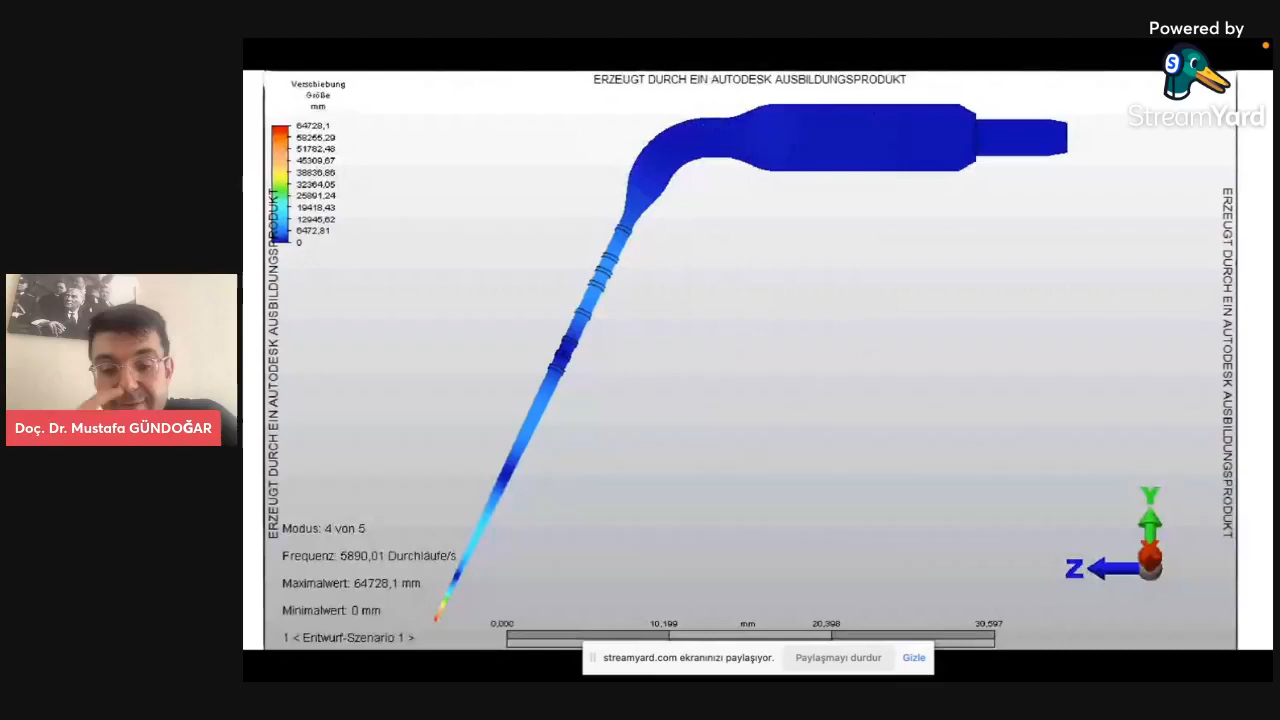 Powered by
StreamYard
ERZEUGT DURCH EIN AUTODESK AUSBILDUNGSPRODUKT
Verschiebung
Größe
mm
64728,1
58255,29
51782,48
45309,67
38836,86
32364,05
25891,24
19418,43
12945,62
6472,81
0
ERZEUGT DURCH EIN AUTODESK AUSBILDUNGSPRODUKT
ERZEUGT DURCH EIN AUTODESK AUSBILDUNGSPRODUKT
Doç. Dr. Mustafa GÜNDOĞAR
Modus: 4 von 5
Frequenz: 5890,01 Durchläufe/s
Maximalwert: 64728,1 mm
Minimalwert: 0 mm
1 < Entwurf-Szenario 1 >
Y
Z
0,000
10,199
mm
20,398
30,597
streamyard.com ekranınızı paylaşıyor.
Paylaşmayı durdur
Gizle